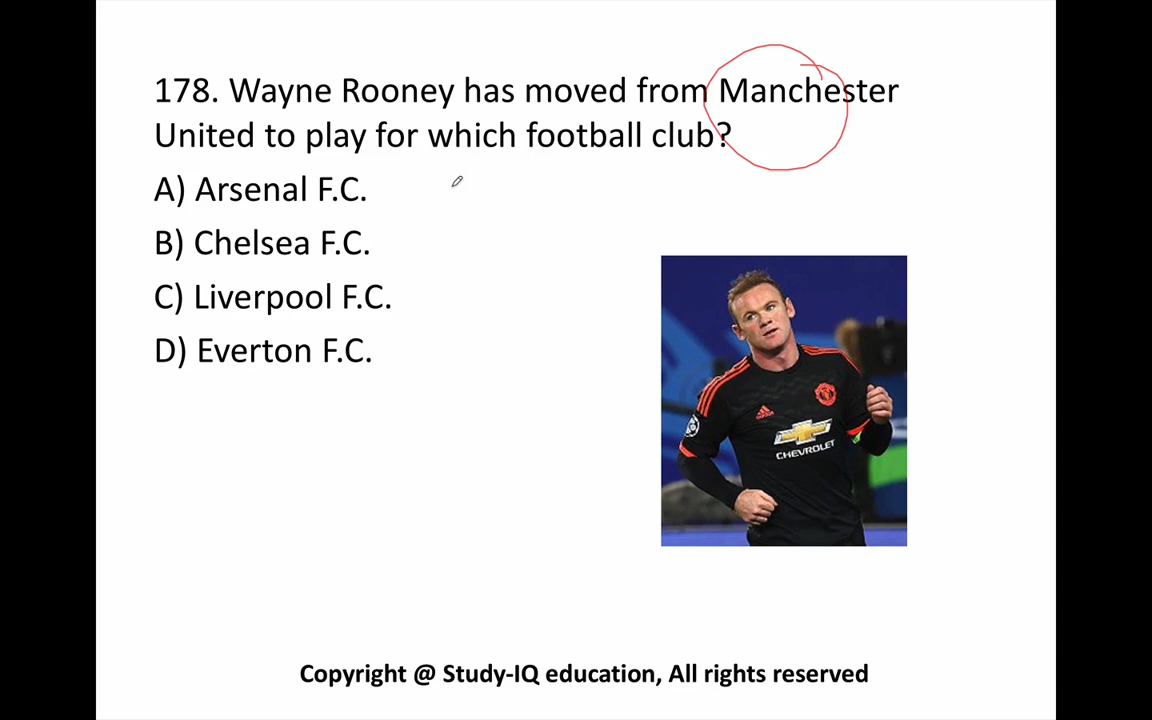 178. Wayne Rooney has moved from Manchester
United to play for which football club?
A) Arsenal F.C.
B) Chelsea F.C.
C) Liverpool F.C.
D) Everton F.C.
adidas
CHEVROLET
Copyright @ Study-IQ education, All rights reserved